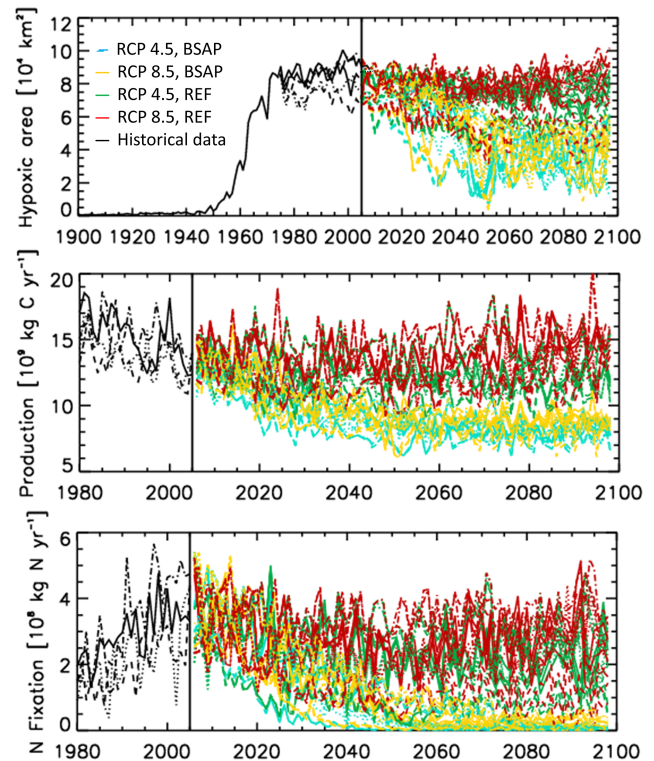 12
10
8
6
4
2
0
Hypoxic area [10⁴ km²]
RCP 4.5, BSAP
RCP 8.5, BSAP
RCP 4.5, REF
RCP 8.5, REF
Historical data
1900 1920 1940 1960 1980 2000 2020 2040 2060 2080 2100
20
15
10
5
Production [10⁹ kg C yr⁻¹]
1980 2000 2020 2040 2060 2080 2100
6
4
2
0
N Fixation [10⁸ kg N yr⁻¹]
1980 2000 2020 2040 2060 2080 2100